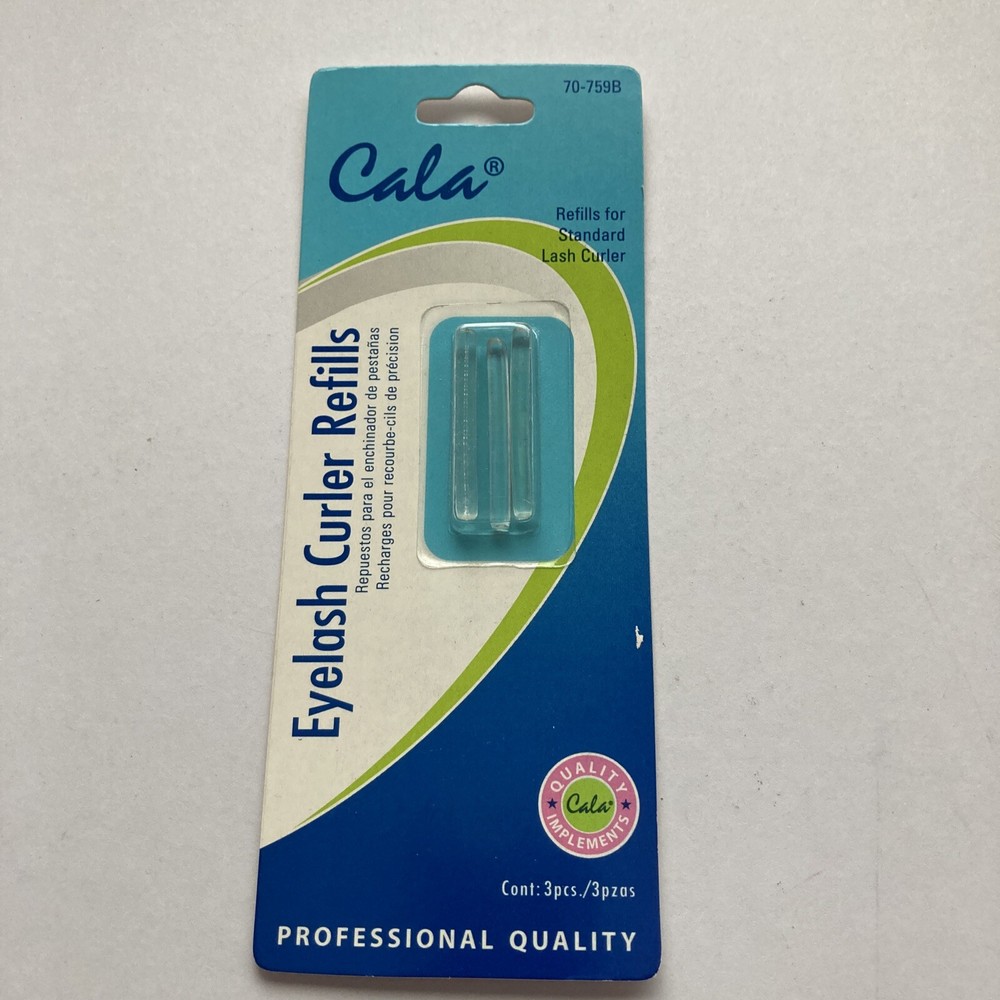 70-759B
Cala®
Refills for
Standard
Lash Curler
Eyelash Curler Refills
Repuestos para el enchinador de pestañas
Recharges pour recourbe-cils de précision
QUALITY
Cala®
IMPLEMENTS
Cont: 3pcs./3pzas
PROFESSIONAL QUALITY